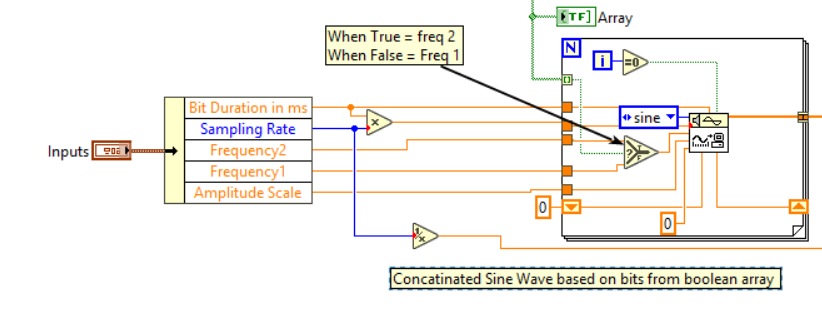 TF
Array
When True = freq 2
When False = Freq 1
N
i
=0
Bit Duration in ms
Sampling Rate
Frequency2
Frequency1
Amplitude Scale
Inputs
x
sine
?
T
F
0
0
1/x
Concatinated Sine Wave based on bits from boolean array